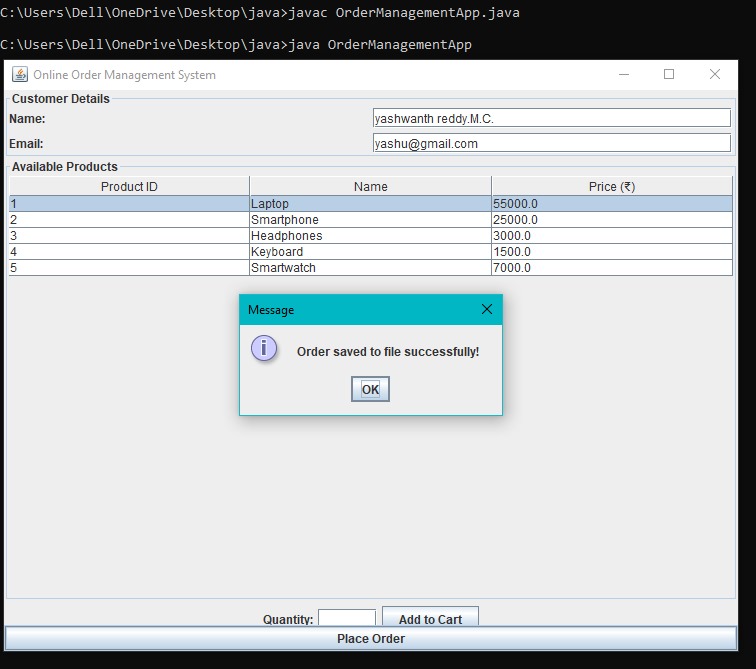 C:\Users\Dell\OneDrive\Desktop\java>javac OrderManagementApp.java
C:\Users\Dell\OneDrive\Desktop\java>java OrderManagementApp
Online Order Management System
Customer Details
Name: yashwanth reddy.M.C.
Email: yashu@gmail.com
Available Products
Product ID Name Price (₹)
1 Laptop 55000.0
2 Smartphone 25000.0
3 Headphones 3000.0
4 Keyboard 1500.0
5 Smartwatch 7000.0
Message
Order saved to file successfully!
OK
Quantity: Add to Cart
Place Order